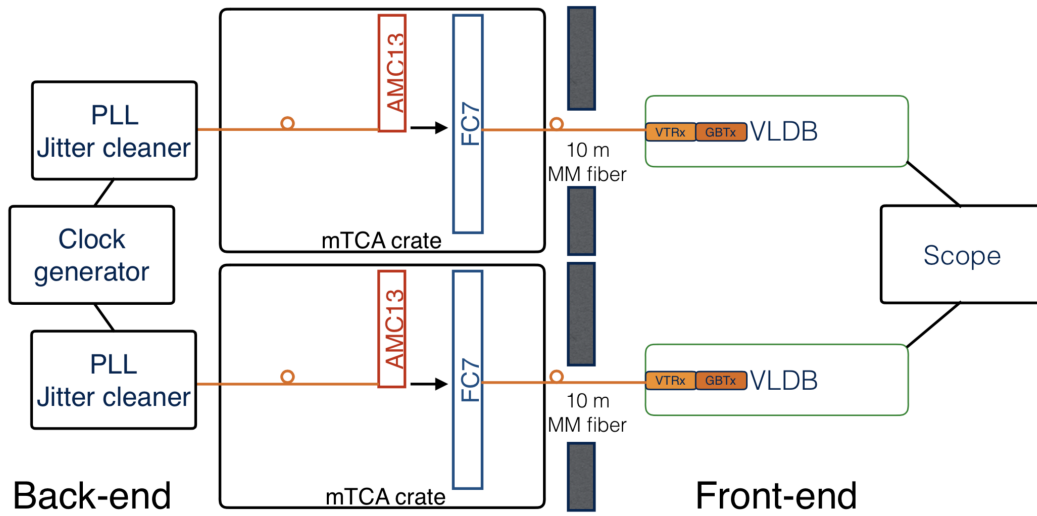 PLL
Jitter cleaner
AMC13
FC7
mTCA crate
10 m
MM fiber
VTRx
GBTx
VLDB
Clock
generator
Scope
PLL
Jitter cleaner
AMC13
FC7
mTCA crate
10 m
MM fiber
VTRx
GBTx
VLDB
Back-end
Front-end